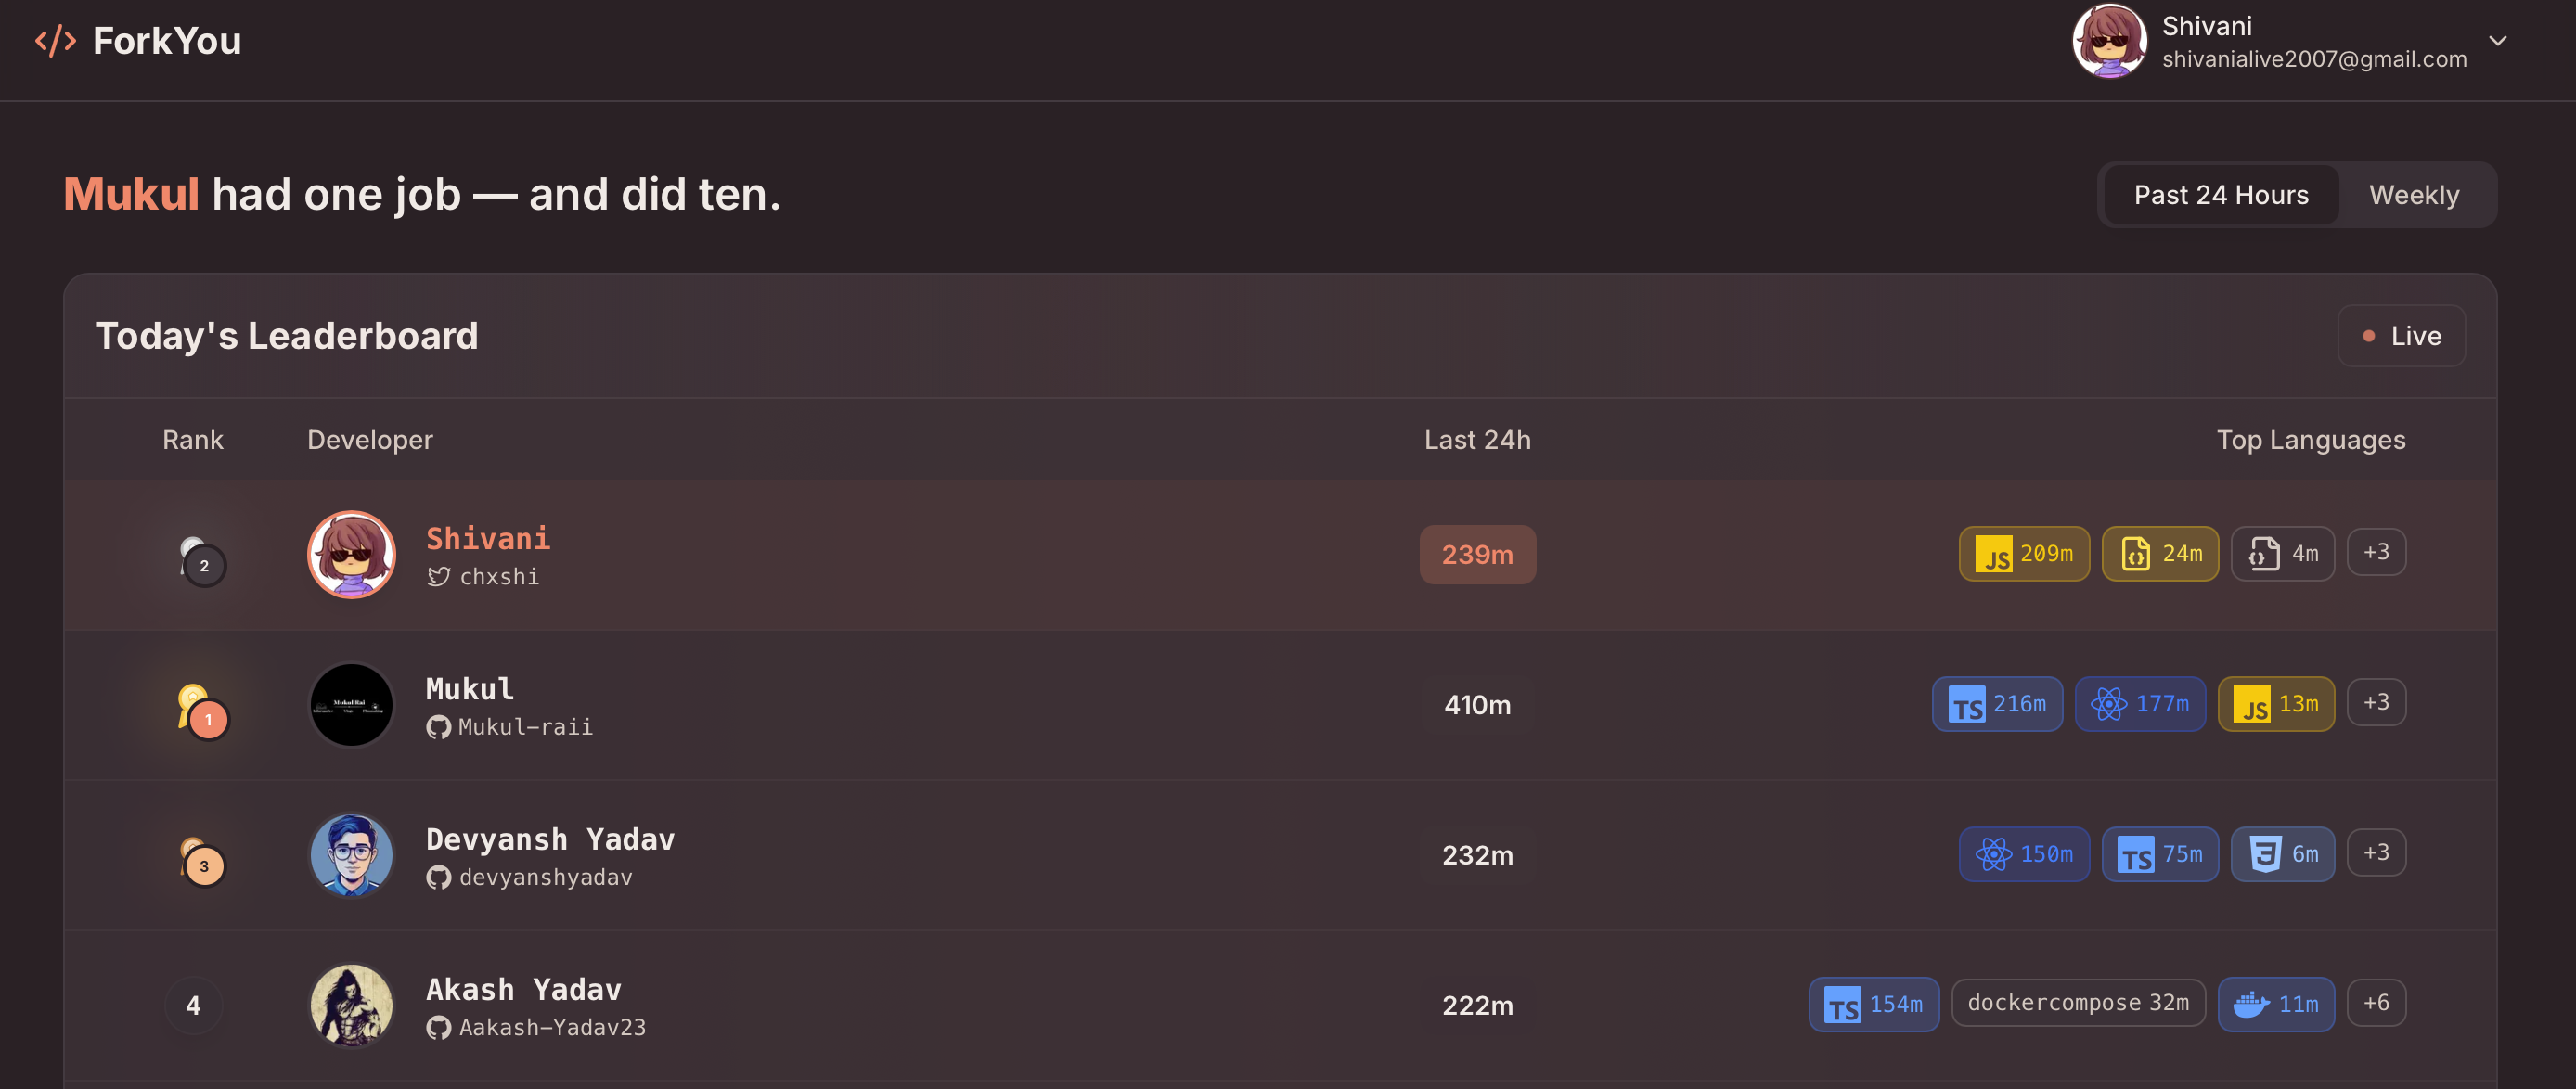 </> ForkYou
Shivani
shivanialive2007@gmail.com
Mukul had one job — and did ten.
Past 24 Hours Weekly
Today's Leaderboard
Live
Rank Developer Last 24h Top Languages
2
Shivani
chxshi
239m
JS 209m {} 24m {} 4m +3
1
Mukul Rai
Mukul
Mukul-raii
410m
TS 216m 177m JS 13m +3
3
Devyansh Yadav
devyanshyadav
232m
150m TS 75m 3 6m +3
4
Akash Yadav
Aakash-Yadav23
222m
TS 154m dockercompose 32m 11m +6